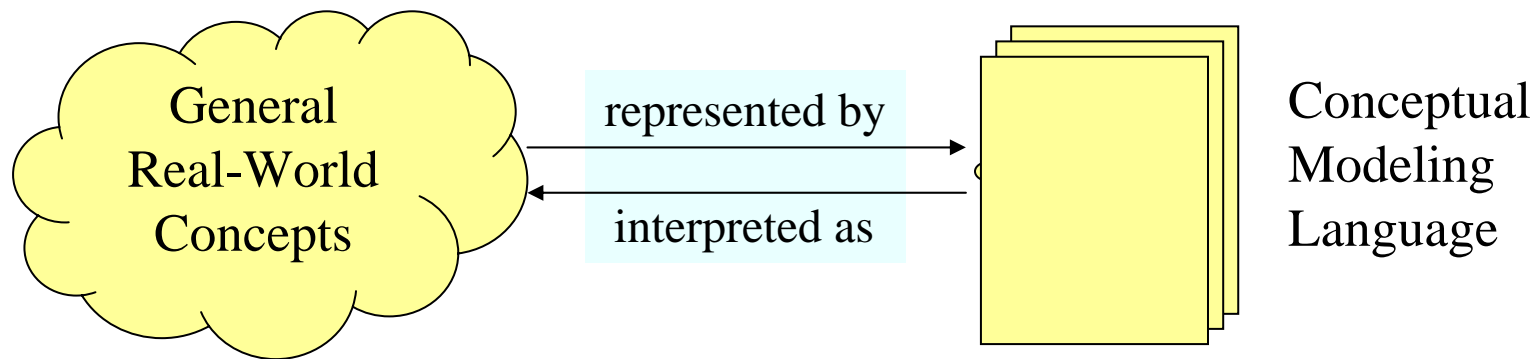 General
Real-World
Concepts
represented by
interpreted as
Conceptual
Modeling
Language